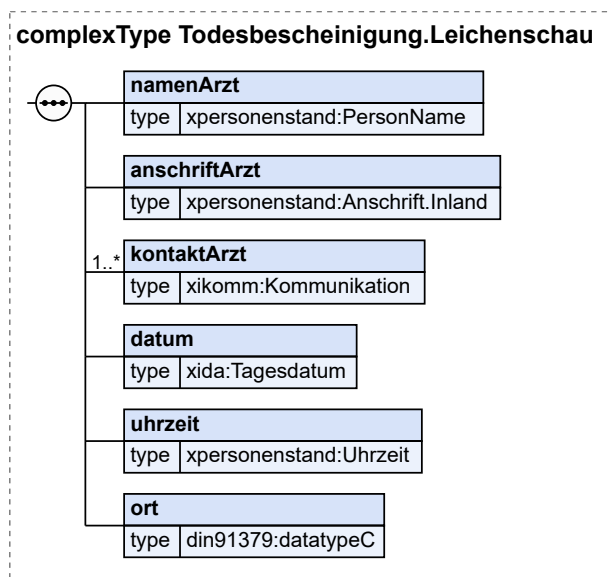 complexType Todesbescheinigung.Leichenschau
namenArzt
type xpersonenstand:PersonName
anschriftArzt
type xpersonenstand:Anschrift.Inland
1..* kontaktArzt
type xikomm:Kommunikation
datum
type xida:Tagesdatum
uhrzeit
type xpersonenstand:Uhrzeit
ort
type din91379:datatypeC